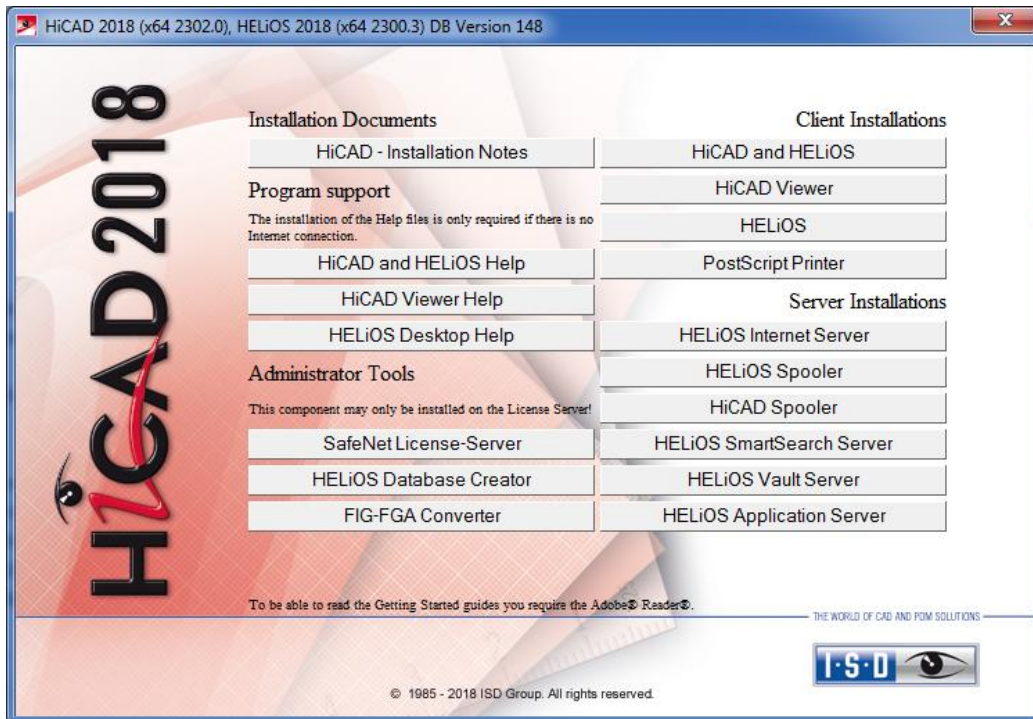 HiCAD 2018 (x64 2302.0), HELiOS 2018 (x64 2300.3) DB Version 148
HiCAD 2018
Installation Documents
HiCAD - Installation Notes
Program support
The installation of the Help files is only required if there is no
Internet connection.
HiCAD and HELiOS Help
HiCAD Viewer Help
HELiOS Desktop Help
Administrator Tools
This component may only be installed on the License Server!
SafeNet License-Server
HELiOS Database Creator
FIG-FGA Converter
Client Installations
HiCAD and HELiOS
HiCAD Viewer
HELiOS
PostScript Printer
Server Installations
HELiOS Internet Server
HELiOS Spooler
HiCAD Spooler
HELiOS SmartSearch Server
HELiOS Vault Server
HELiOS Application Server
To be able to read the Getting Started guides you require the Adobe® Reader®.
THE WORLD OF CAD AND PDM SOLUTIONS
I·S·D
© 1985 - 2018 ISD Group. All rights reserved.